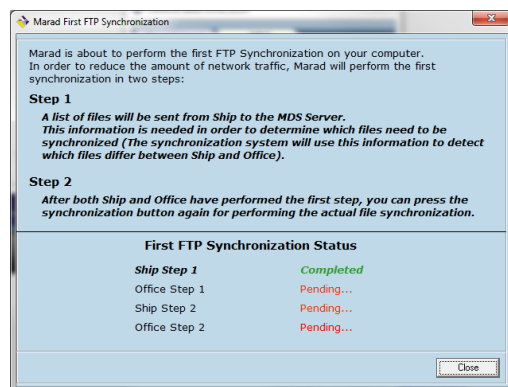 Marad First FTP Synchronization
Marad is about to perform the first FTP Synchronization on your computer.
In order to reduce the amount of network traffic, Marad will perform the first
synchronization in two steps:
Step 1
A list of files will be sent from Ship to the MDS Server.
This information is needed in order to determine which files need to be
synchronized (The synchronization system will use this information to detect
which files differ between Ship and Office).
Step 2
After both Ship and Office have performed the first step, you can press the
synchronization button again for performing the actual file synchronization.
First FTP Synchronization Status
Ship Step 1 Completed
Office Step 1 Pending...
Ship Step 2 Pending...
Office Step 2 Pending...
Close